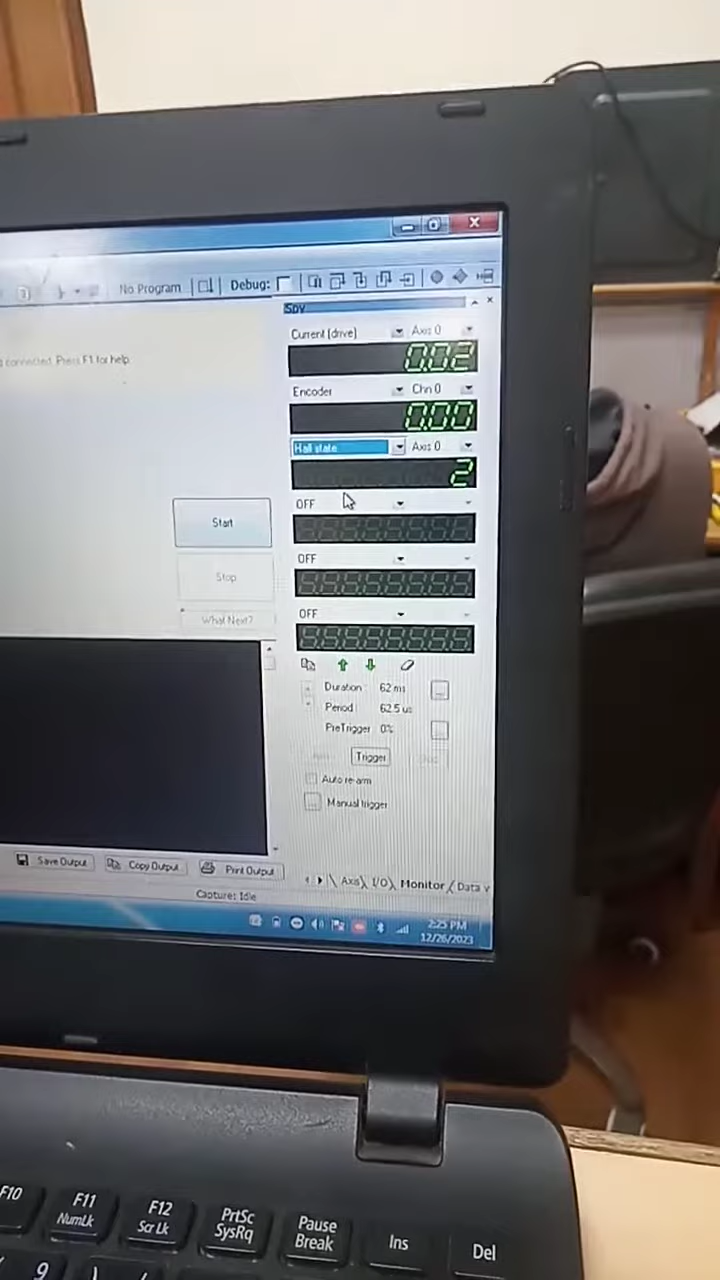 No Program Debug:
Spy
Current (drive) Axis 0
0.02
connected. Press F1 for help.
Encoder Chn 0
0.00
Hall state Axis 0
2
OFF
Start
OFF
Stop
OFF
What Next?
Duration 62 ms ...
Period 62.5 us
PreTrigger 0% ...
Trigger
Auto re-arm
... Manual trigger
Save Output Copy Output Print Output
Axis I/O Monitor Data v
Capture: Idle
2:25 PM
12/26/2023
F10 F11 NumLk F12 Scr Lk PrtSc SysRq Pause Break Ins Del
9 )